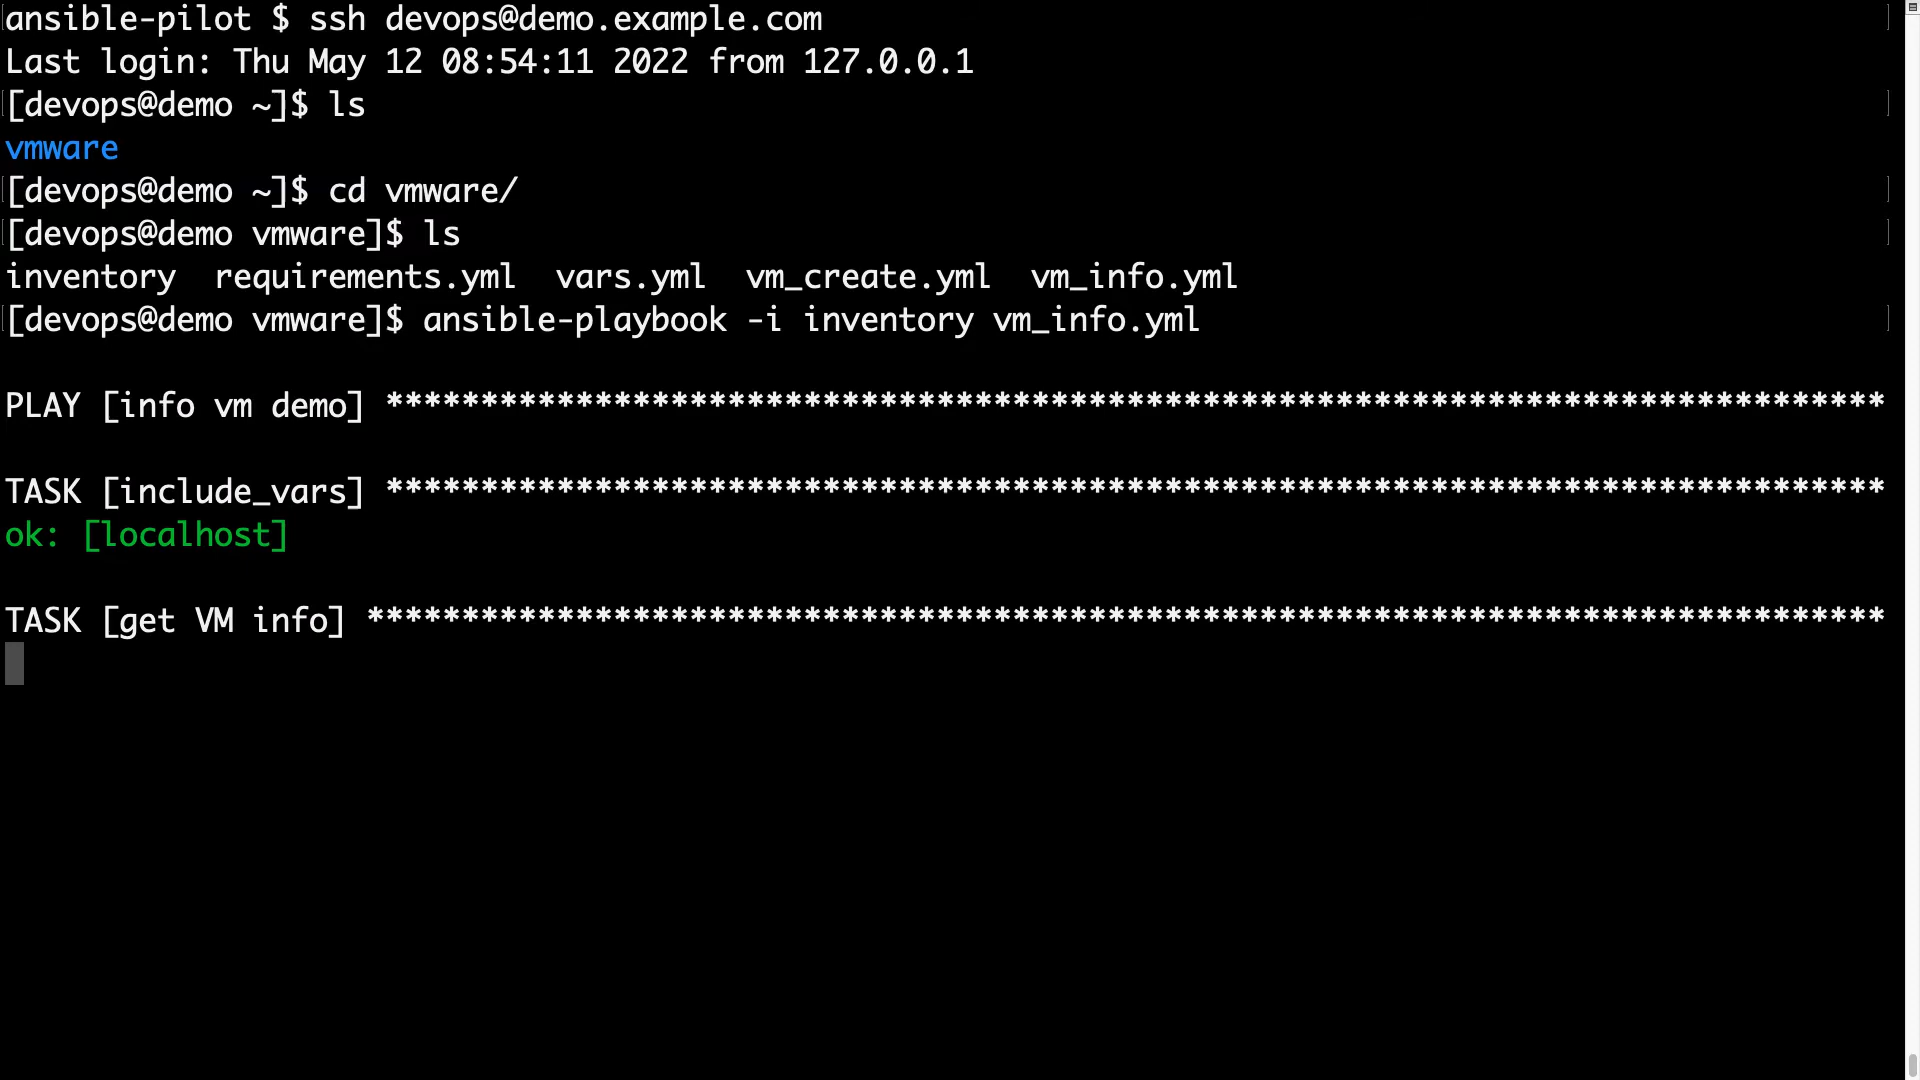 ansible-pilot $ ssh devops@demo.example.com
Last login: Thu May 12 08:54:11 2022 from 127.0.0.1
[devops@demo ~]$ ls
vmware
[devops@demo ~]$ cd vmware/
[devops@demo vmware]$ ls
inventory  requirements.yml  vars.yml  vm_create.yml  vm_info.yml
[devops@demo vmware]$ ansible-playbook -i inventory vm_info.yml
PLAY [info vm demo] *******************************************************************************
TASK [include_vars] *******************************************************************************
ok: [localhost]
TASK [get VM info] ********************************************************************************